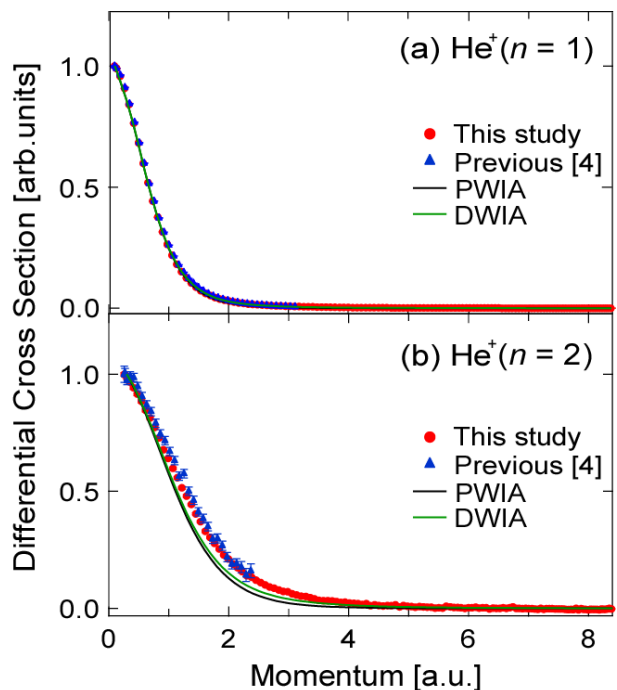 (a) He⁺(n = 1)
1.0
This study
Previous [4]
0.5
PWIA
DWIA
0.0
Differential Cross Section [arb.units]
(b) He⁺(n = 2)
1.0
This study
Previous [4]
0.5
PWIA
DWIA
0.0
0 2 4 6 8
Momentum [a.u.]